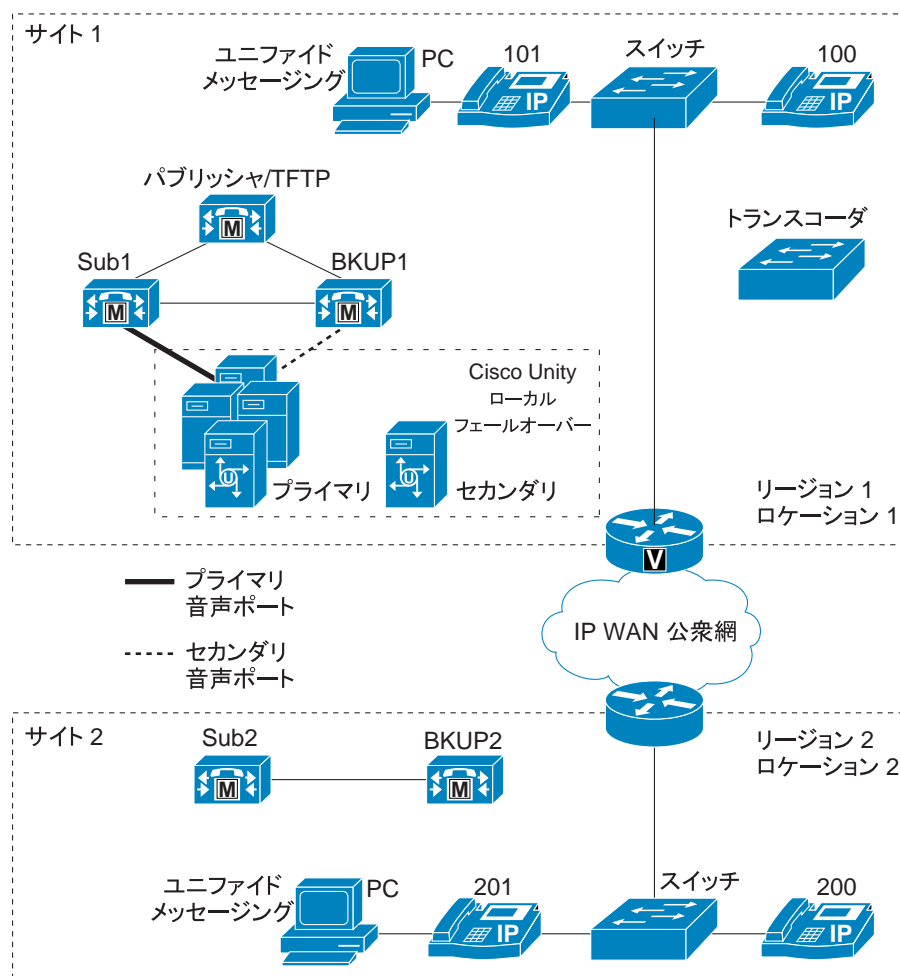 サイト 1
ユニファイド
メッセージング
PC
101
スイッチ
100
IP
IP
パブリッシャ/TFTP
M
トランスコーダ
Sub1
BKUP1
M
M
Cisco Unity
ローカル
フェールオーバー
U
プライマリ
U
セカンダリ
リージョン 1
ロケーション 1
V
プライマリ
音声ポート
IP WAN 公衆網
セカンダリ
音声ポート
サイト 2
Sub2
BKUP2
M
M
リージョン 2
ロケーション 2
ユニファイド
メッセージング
PC
201
スイッチ
200
IP
IP